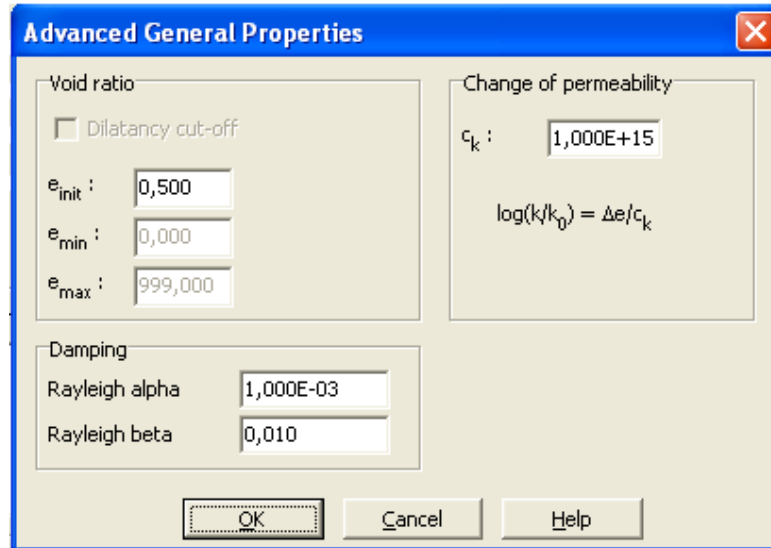 Advanced General Properties
Void ratio
Dilatancy cut-off
e_init : 0,500
e_min : 0,000
e_max : 999,000
Change of permeability
c_k : 1,000E+15
log(k/k_0) = Δe/c_k
Damping
Rayleigh alpha 1,000E-03
Rayleigh beta 0,010
OK Cancel Help